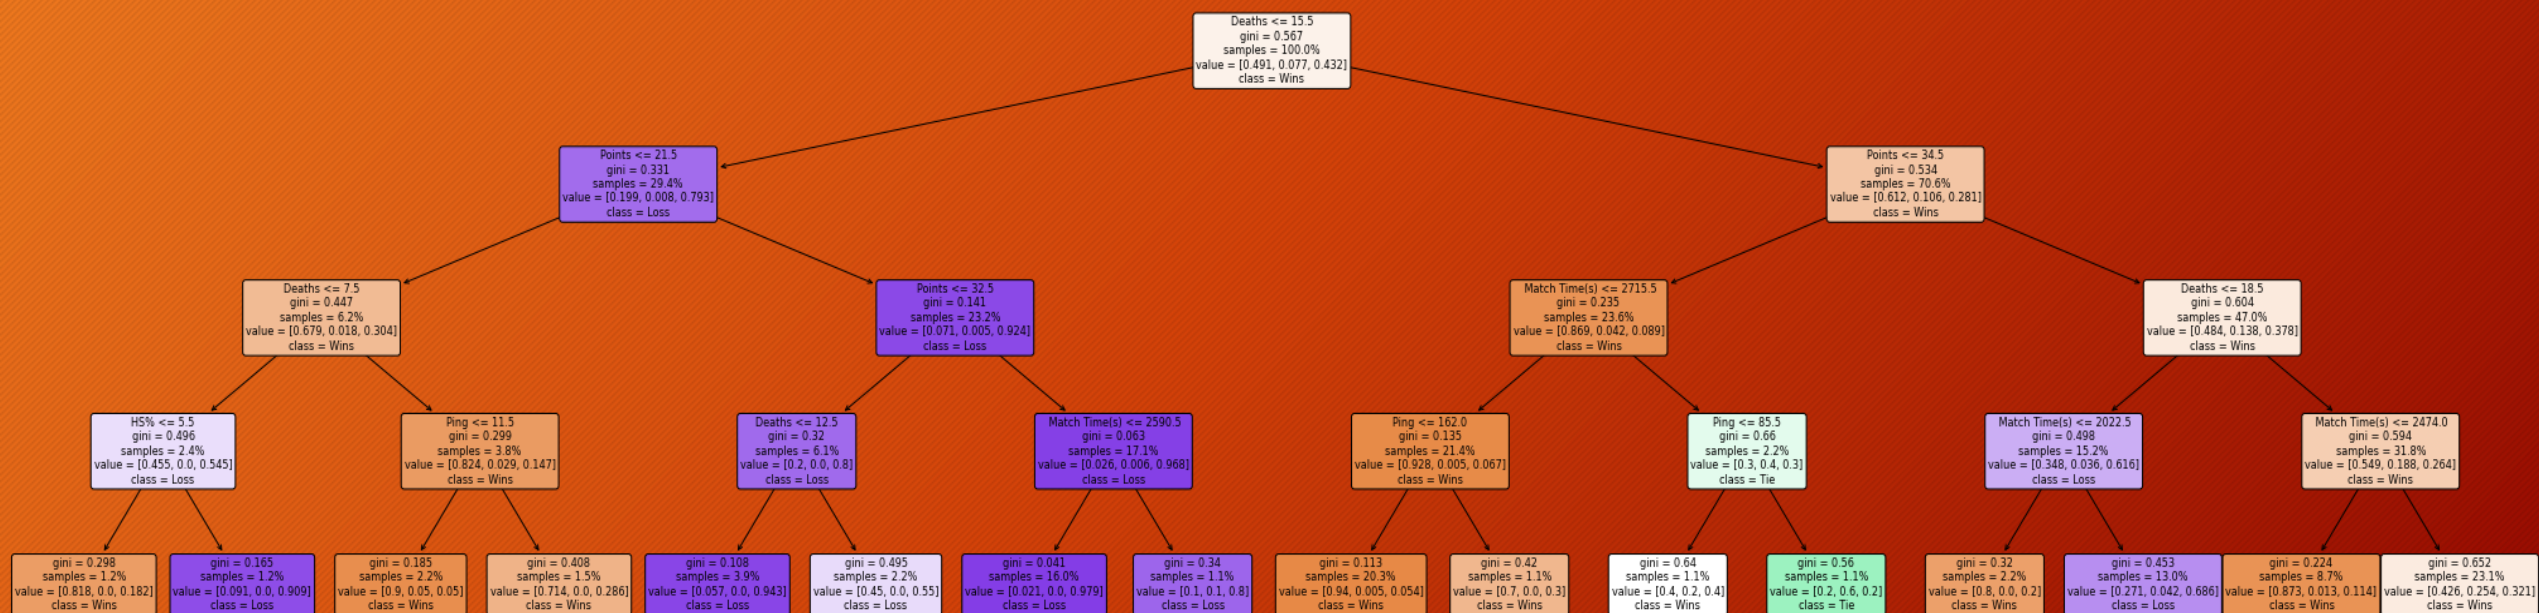 Deaths <= 15.5
gini = 0.567
samples = 100.0%
value = [0.491, 0.077, 0.432]
class = Wins
Points <= 21.5
gini = 0.331
samples = 29.4%
value = [0.199, 0.008, 0.793]
class = Loss
Points <= 34.5
gini = 0.534
samples = 70.6%
value = [0.612, 0.106, 0.281]
class = Wins
Deaths <= 7.5
gini = 0.447
samples = 6.2%
value = [0.679, 0.018, 0.304]
class = Wins
Points <= 32.5
gini = 0.141
samples = 23.2%
value = [0.071, 0.005, 0.924]
class = Loss
Match Time(s) <= 2715.5
gini = 0.235
samples = 23.6%
value = [0.869, 0.042, 0.089]
class = Wins
Deaths <= 18.5
gini = 0.604
samples = 47.0%
value = [0.484, 0.138, 0.378]
class = Wins
HS% <= 5.5
gini = 0.496
samples = 2.4%
value = [0.455, 0.0, 0.545]
class = Loss
Ping <= 11.5
gini = 0.299
samples = 3.8%
value = [0.824, 0.029, 0.147]
class = Wins
Deaths <= 12.5
gini = 0.32
samples = 6.1%
value = [0.2, 0.0, 0.8]
class = Loss
Match Time(s) <= 2590.5
gini = 0.063
samples = 17.1%
value = [0.026, 0.006, 0.968]
class = Loss
Ping <= 162.0
gini = 0.135
samples = 21.4%
value = [0.928, 0.005, 0.067]
class = Wins
Ping <= 85.5
gini = 0.66
samples = 2.2%
value = [0.3, 0.4, 0.3]
class = Tie
Match Time(s) <= 2022.5
gini = 0.498
samples = 15.2%
value = [0.348, 0.036, 0.616]
class = Loss
Match Time(s) <= 2474.0
gini = 0.594
samples = 31.8%
value = [0.549, 0.188, 0.264]
class = Wins
gini = 0.298
samples = 1.2%
value = [0.818, 0.0, 0.182]
class = Wins
gini = 0.165
samples = 1.2%
value = [0.091, 0.0, 0.909]
class = Loss
gini = 0.185
samples = 2.2%
value = [0.9, 0.05, 0.05]
class = Wins
gini = 0.408
samples = 1.5%
value = [0.714, 0.0, 0.286]
class = Wins
gini = 0.108
samples = 3.9%
value = [0.057, 0.0, 0.943]
class = Loss
gini = 0.495
samples = 2.2%
value = [0.45, 0.0, 0.55]
class = Loss
gini = 0.041
samples = 16.0%
value = [0.021, 0.0, 0.979]
class = Loss
gini = 0.34
samples = 1.1%
value = [0.1, 0.1, 0.8]
class = Loss
gini = 0.113
samples = 20.3%
value = [0.94, 0.005, 0.054]
class = Wins
gini = 0.42
samples = 1.1%
value = [0.7, 0.0, 0.3]
class = Wins
gini = 0.64
samples = 1.1%
value = [0.4, 0.2, 0.4]
class = Wins
gini = 0.56
samples = 1.1%
value = [0.2, 0.6, 0.2]
class = Tie
gini = 0.32
samples = 2.2%
value = [0.8, 0.0, 0.2]
class = Wins
gini = 0.453
samples = 13.0%
value = [0.271, 0.042, 0.686]
class = Loss
gini = 0.224
samples = 8.7%
value = [0.873, 0.013, 0.114]
class = Wins
gini = 0.652
samples = 23.1%
value = [0.426, 0.254, 0.321]
class = Wins